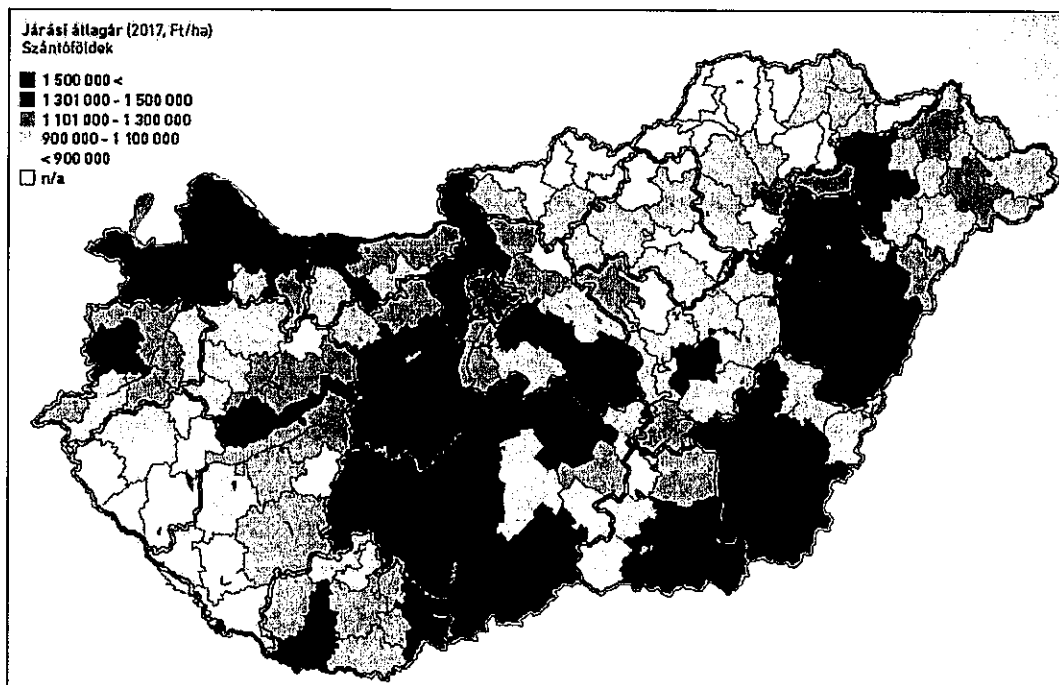 Járási átlagár (2017, Ft/ha)
Szántóföldek
1 500 000 <
1 301 000 - 1 500 000
1 101 000 - 1 300 000
900 000 - 1 100 000
< 900 000
n/a